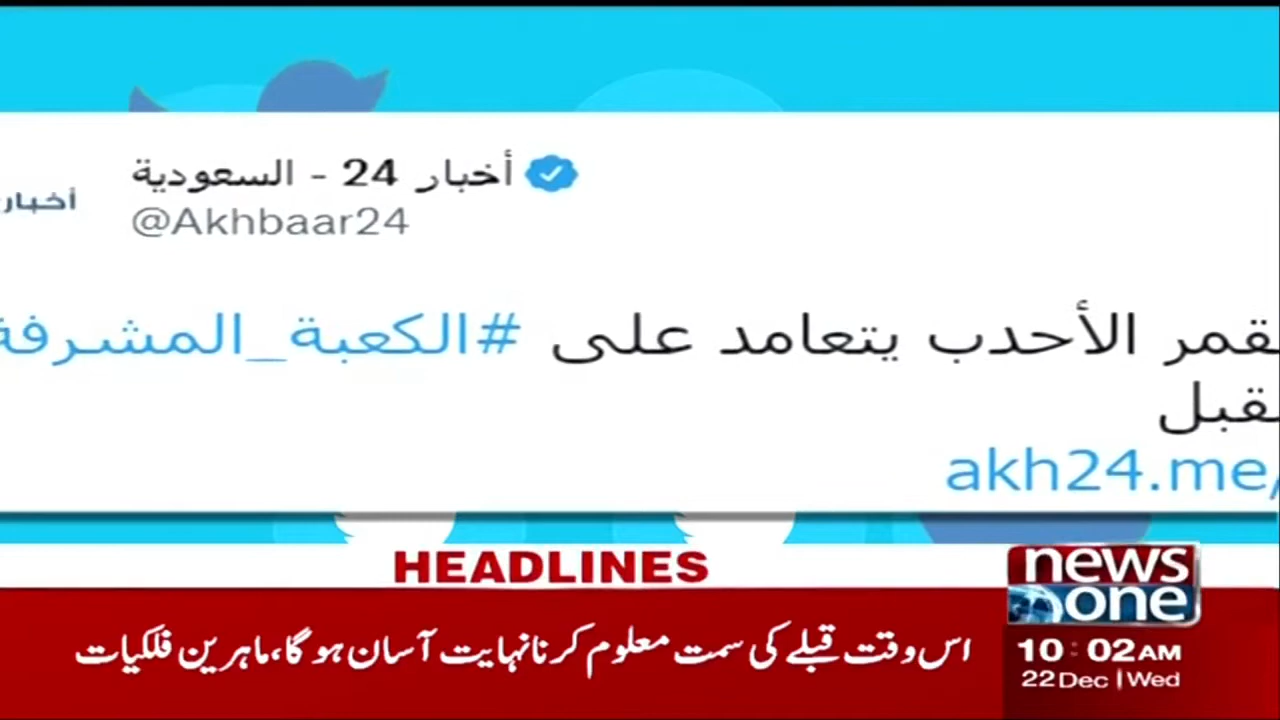 أخبار 24 - السعودية
أخبار
@Akhbaar24
الأحدب يتعامد على #الكعبة_المشرفة
akh24.me/
HEADLINES
news one
اس وقت قبلے کی سمت معلوم کرنا نہایت آسان ہو گا، ماہرین فلکیات
10:02AM
22Dec | Wed